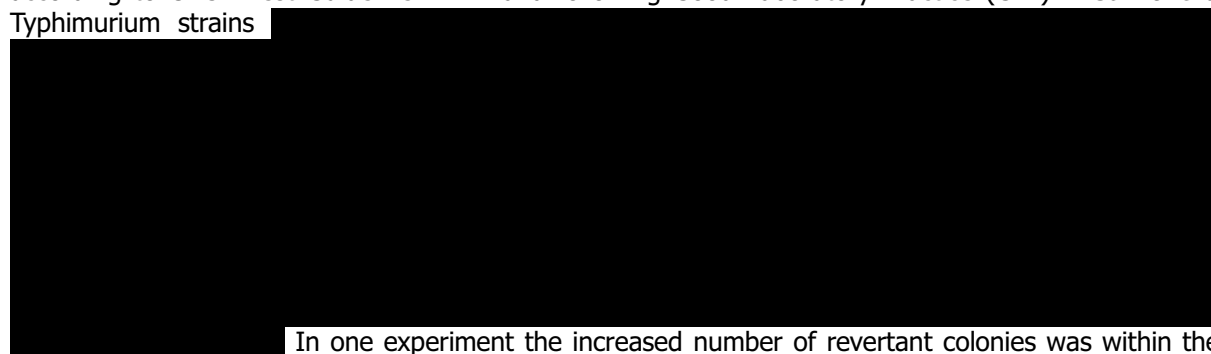 Typhimurium strains
In one experiment the increased number of revertant colonies was within the